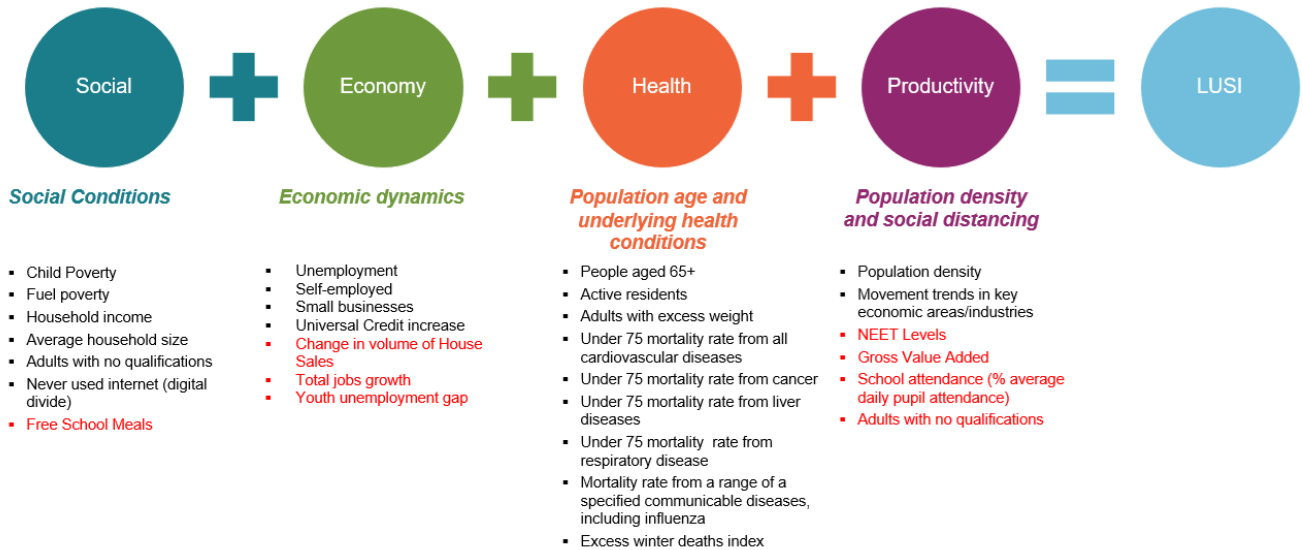 Social
Economy
Health
Productivity
LUSI
Social Conditions
▪ Child Poverty
▪ Fuel poverty
▪ Household income
▪ Average household size
▪ Adults with no qualifications
▪ Never used internet (digital
divide)
▪ Free School Meals
Economic dynamics
▪ Unemployment
▪ Self-employed
▪ Small businesses
▪ Universal Credit increase
▪ Change in volume of House
Sales
▪ Total jobs growth
▪ Youth unemployment gap
Population age and
underlying health
conditions
▪ People aged 65+
▪ Active residents
▪ Adults with excess weight
▪ Under 75 mortality rate from all
cardiovascular diseases
▪ Under 75 mortality rate from cancer
▪ Under 75 mortality rate from liver
diseases
▪ Under 75 mortality rate from
respiratory disease
▪ Mortality rate from a range of a
specified communicable diseases,
including influenza
▪ Excess winter deaths index
Population density
and social distancing
▪ Population density
▪ Movement trends in key
economic areas/industries
▪ NEET Levels
▪ Gross Value Added
▪ School attendance (% average
daily pupil attendance)
▪ Adults with no qualifications